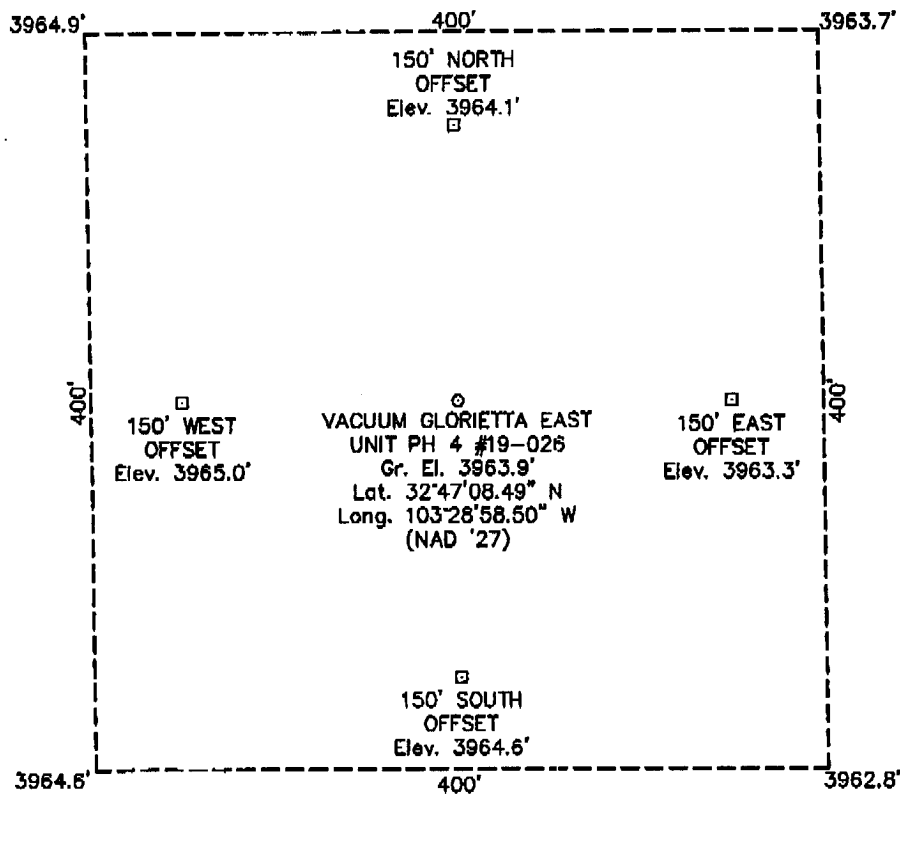 3964.9'
400'
3963.7'
150' NORTH
OFFSET
Elev. 3964.1'
400'
400'
150' WEST
OFFSET
Elev. 3965.0'
VACUUM GLORIETTA EAST
UNIT PH 4 #19-026
Gr. El. 3963.9'
Lat. 32°47'08.49" N
Long. 103°28'58.50" W
(NAD '27)
150' EAST
OFFSET
Elev. 3963.3'
150' SOUTH
OFFSET
Elev. 3964.6'
3964.6'
400'
3962.8'